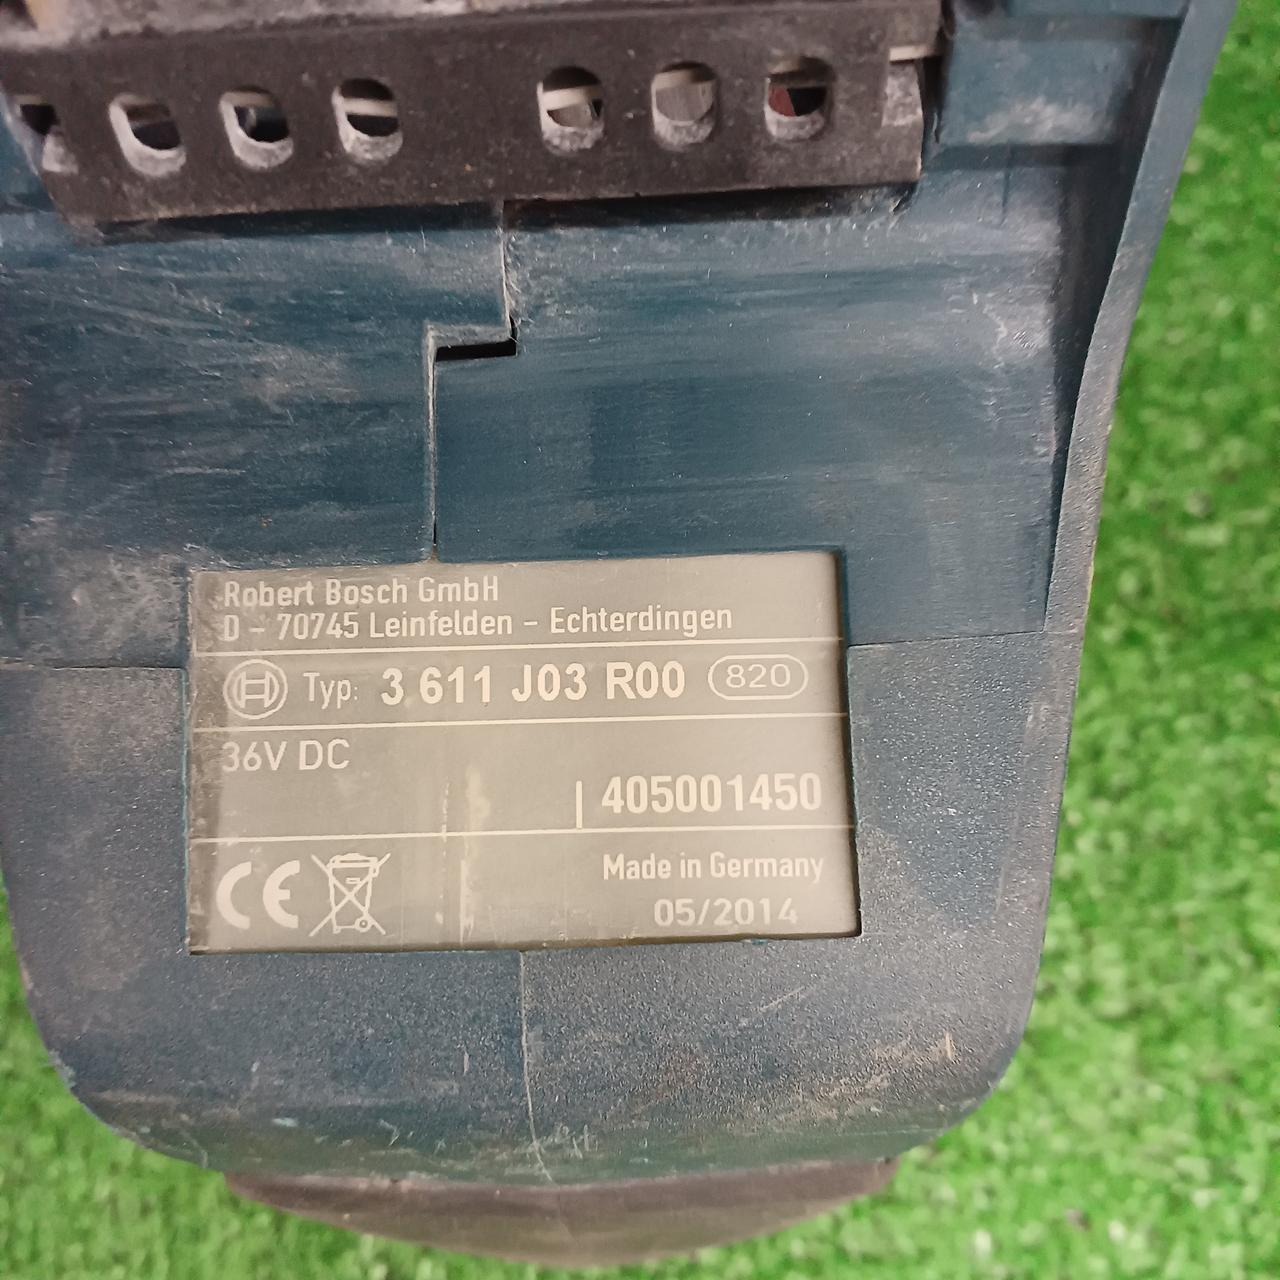 Robert Bosch GmbH
D - 70745 Leinfelden - Echterdingen
Typ: 3 611 J03 R00 820
36V DC
405001450
CE Made in Germany
05/2014